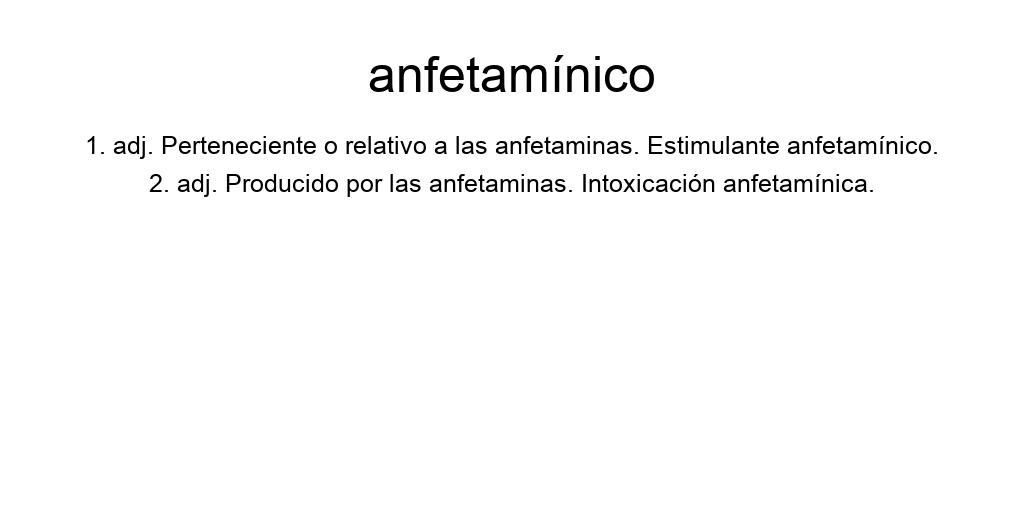 anfetamínico
1. adj. Perteneciente o relativo a las anfetaminas. Estimulante anfetamínico.
2. adj. Producido por las anfetaminas. Intoxicación anfetamínica.